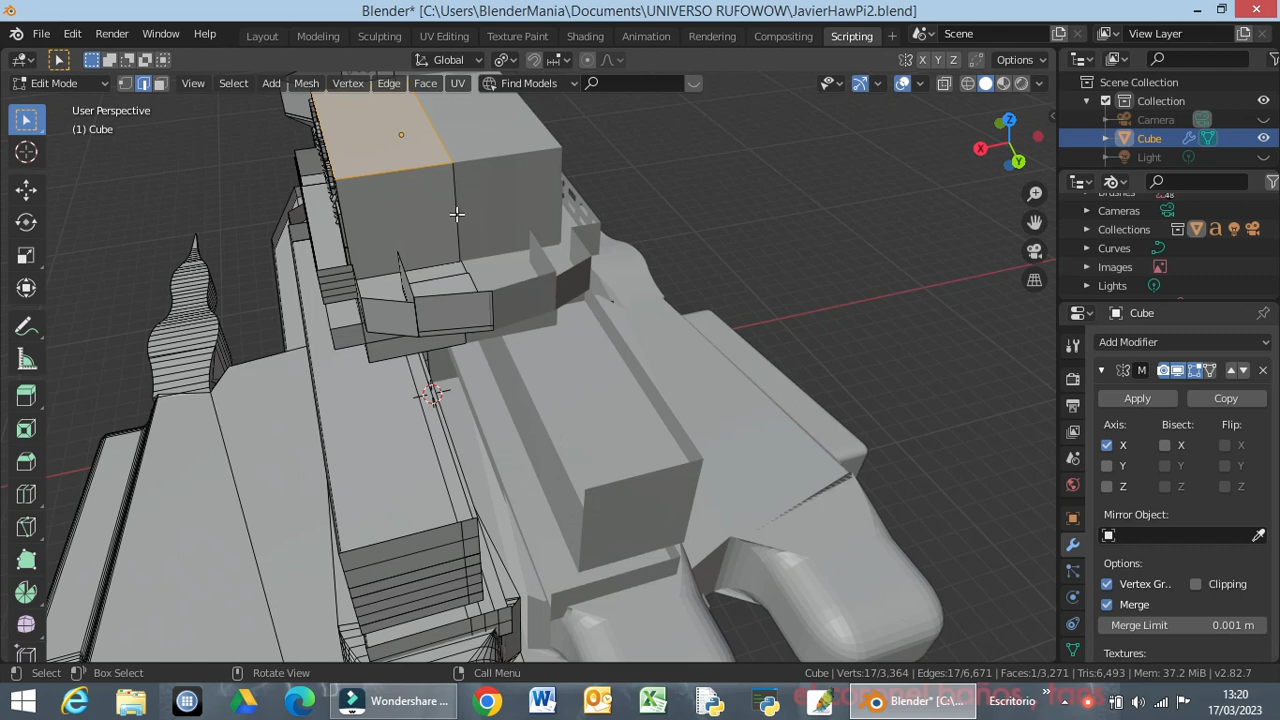 Blender* [C:\Users\BlenderMania\Documents\UNIVERSO RUFOWOW\JavierHawPi2.blend]
File Edit Render Window Help Layout Modeling Sculpting UV Editing Texture Paint Shading Animation Rendering Compositing Scripting + Scene View Layer
Global X Y Z Options
Edit Mode View Select Add Mesh Vertex Edge Face UV Find Models
User Perspective
(1) Cube
Z
X
Y
Scene Collection
Collection
Camera
Cube
Light
Cameras
Collections
Curves
Images
Lights
Cube
Add Modifier
M
Apply Copy
Axis: Bisect: Flip:
X X X
Y Y Y
Z Z Z
Mirror Object:
Options:
Vertex Gr.. Clipping
Merge
Merge Limit 0.001 m
Textures:
Select Box Select Rotate View Call Menu Cube | Verts:17/3,364 | Edges:17/6,671 | Faces:1/3,271 | Tris:6,493 | Mem: 37.2 MiB | v2.82.7
Wondershare ... Blender* [C:\... Escritorio
13:20
17/03/2023